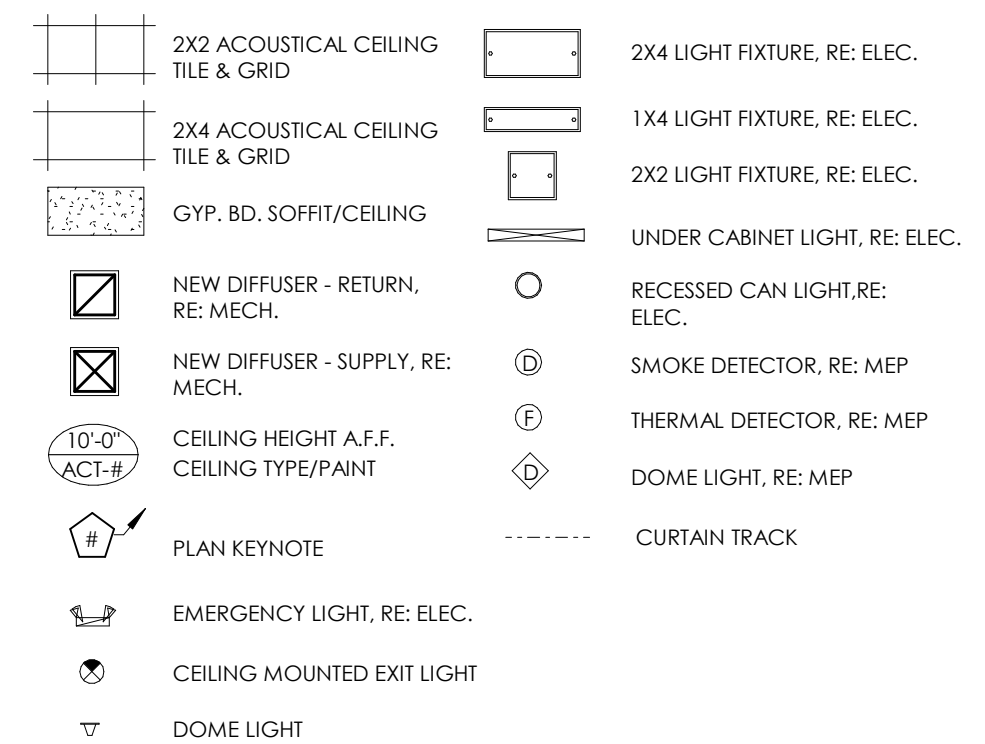 2X2 ACOUSTICAL CEILING
TILE & GRID
2X4 ACOUSTICAL CEILING
TILE & GRID
GYP. BD. SOFFIT/CEILING
NEW DIFFUSER - RETURN,
RE: MECH.
NEW DIFFUSER - SUPPLY, RE:
MECH.
10'-0"
ACT-#
CEILING HEIGHT A.F.F.
CEILING TYPE/PAINT
#
PLAN KEYNOTE
EMERGENCY LIGHT, RE: ELEC.
CEILING MOUNTED EXIT LIGHT
DOME LIGHT
2X4 LIGHT FIXTURE, RE: ELEC.
1X4 LIGHT FIXTURE, RE: ELEC.
2X2 LIGHT FIXTURE, RE: ELEC.
UNDER CABINET LIGHT, RE: ELEC.
RECESSED CAN LIGHT,RE:
ELEC.
D
SMOKE DETECTOR, RE: MEP
F
THERMAL DETECTOR, RE: MEP
D
DOME LIGHT, RE: MEP
CURTAIN TRACK